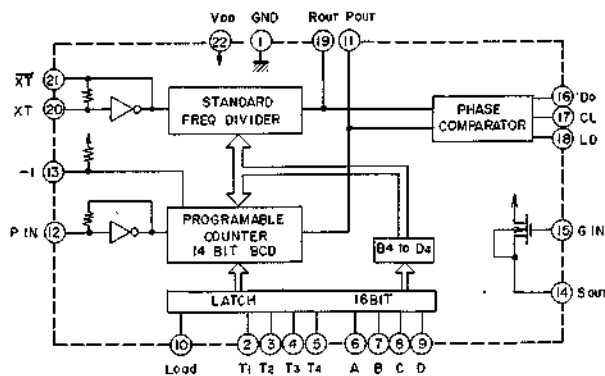 VDD GND ROUT POUT
22 1 19 11
XT 21
XT 20
STANDARD
FREQ DIVIDER
PHASE
COMPARATOR
16 Do
17 CL
18 LD
-1
13
P IN 12
PROGRAMABLE
COUNTER
14 BIT BCD
B4 to D4
15 G IN
14 SOUT
LATCH 16BIT
10 2 3 4 5 6 7 8 9
Load T1 T2 T3 T4 A B C D